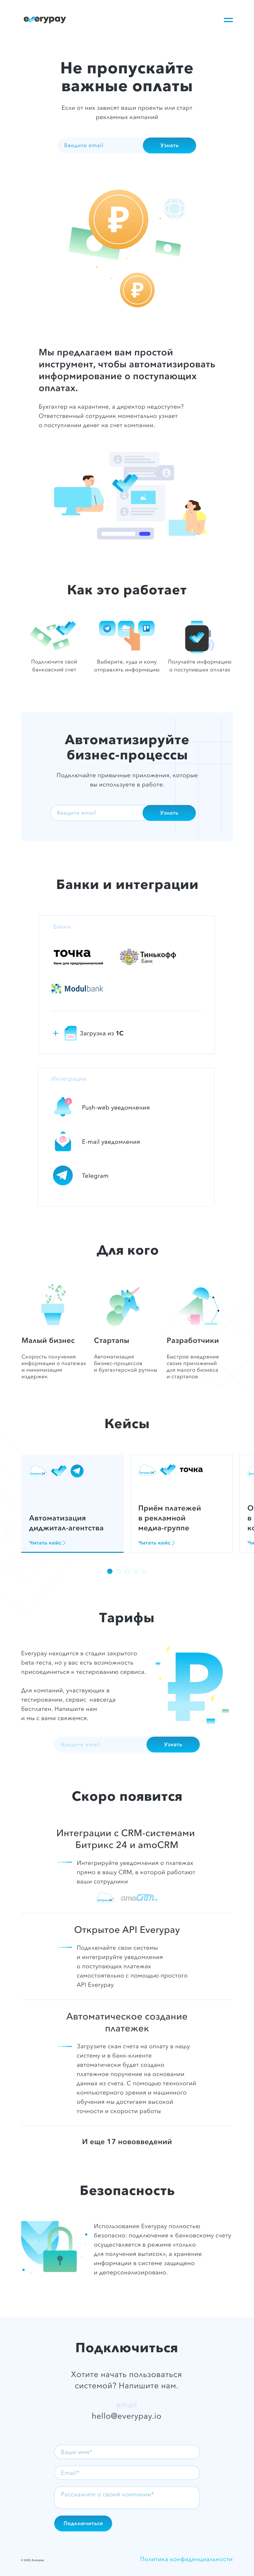 everypay
Не пропускайте
важные оплаты
Если от них зависят ваши проекты или старт
рекламных кампаний
Введите email
Узнать
Мы предлагаем вам простой
инструмент, чтобы автоматизировать
информирование о поступающих
оплатах.
Бухгалтер на карантине, а директор недоступен?
Ответственный сотрудник моментально узнает
о поступлении денег на счет компании.
Как это работает
Подключите свой
банковский счет
Выберите, куда и кому
отправлять информацию
Получайте информацию
о поступивших оплатах
Автоматизируйте
бизнес-процессы
Подключайте привычные приложения, которые
вы используете в работе.
Введите email
Узнать
Банки и интеграции
Банки
точка
банк для предпринимателей
Тинькофф
Банк
Modulbank
Загрузка из 1С
Интеграции
Push-web уведомления
E-mail уведомления
Telegram
Для кого
Малый бизнес
Скорость получения
информации о платежах
и минимизация
издержек
Стартапы
Автоматизация
бизнес-процессов
и бухгалтерской рутины
Разработчики
Быстрое внедрение
своих приложений
для малого бизнеса
и стартапов
Кейсы
Автоматизация
диджитал-агентства
Читать кейс
точка
Приём платежей
в рекламной
медиа-группе
Читать кейс
Тарифы
Everypay находится в стадии закрытого
beta-теста, но у вас есть возможность
присоединиться к тестированию сервиса.
Для компаний, участвующих в
тестировании, сервис навсегда
бесплатен. Напишите нам
и мы с вами свяжемся.
Введите email
Узнать
Скоро появится
Интеграции с CRM-системами
Битрикс 24 и amoCRM
Интегрируйте уведомления о платежах
прямо в вашу CRM, в которой работают
ваши сотрудники
amoCRM.
Открытое API Everypay
Подключайте свои системы
и интегрируйте уведомления
о поступающих платежах
самостоятельно с помощью простого
API Everypay
Автоматическое создание
платежек
Загрузите скан счета на оплату в нашу
систему и в банк-клиенте
автоматически будет создано
платёжное поручение на основании
данных из счета. С помощью технологий
компьютерного зрения и машинного
обучения мы достигаем высокой
точности и скорости работы
И еще 17 нововведений
Безопасность
Использование Everypay полностью
безопасно: подключение к банковскому счету
осуществляется в режиме «только
для получения выписок», а хранение
информации в системе защищено
и деперсонализировано.
Подключиться
Хотите начать пользоваться
системой? Напишите нам.
email
hello@everypay.io
Ваше имя*
Email*
Расскажите о своей компании*
Подключиться
© 2020, Everypay
Политика конфиденциальности